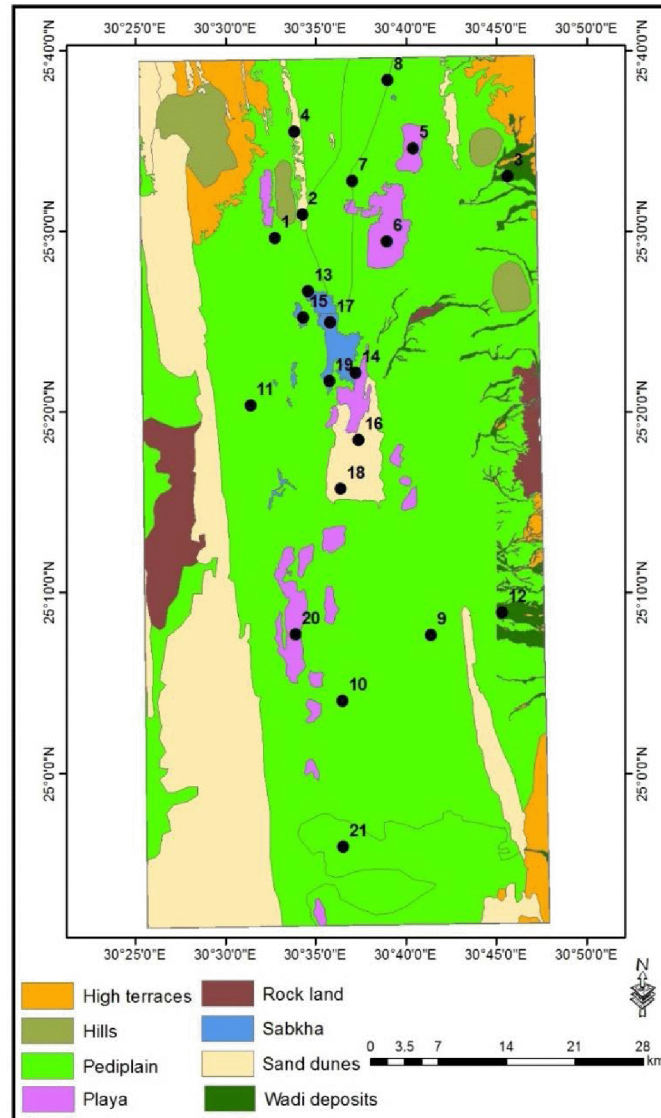 30°25'0"E 30°30'0"E 30°35'0"E 30°40'0"E 30°45'0"E 30°50'0"E
25°40'0"N 25°40'0"N
8
4
5
3
7
2
1
6
25°30'0"N 25°30'0"N
13
15 17
14
19
11
25°20'0"N 25°20'0"N
16
18
25°10'0"N 25°10'0"N
12
20 9
10
25°0'0"N 25°0'0"N
21
30°25'0"E 30°30'0"E 30°35'0"E 30°40'0"E 30°45'0"E 30°50'0"E
N
High terraces Rock land
Hills Sabkha
Pediplain Sand dunes
Playa Wadi deposits
0 3.5 7 14 21 28
km